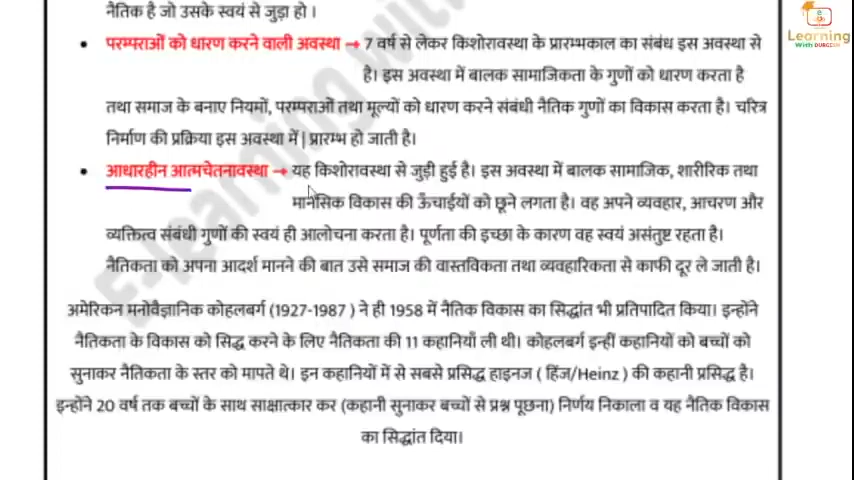 नैतिक है जो उसके स्वयं से जुड़ा हो ।
• परम्पराओं को धारण करने वाली अवस्था → 7 वर्ष से लेकर किशोरावस्था के प्रारम्भकाल का संबंध इस अवस्था से
है। इस अवस्था में बालक सामाजिकता के गुणों को धारण करता है
तथा समाज के बनाए नियमों, परम्पराओं तथा मूल्यों को धारण करने संबंधी नैतिक गुणों का विकास करता है। चरित्र
निर्माण की प्रक्रिया इस अवस्था में | प्रारम्भ हो जाती है।
• आधारहीन आत्मचेतनावस्था → यह किशोरावस्था से जुड़ी हुई है। इस अवस्था में बालक सामाजिक, शारीरिक तथा
मानसिक विकास की ऊँचाईयों को छूने लगता है। वह अपने व्यवहार, आचरण और
व्यक्तित्व संबंधी गुणों की स्वयं ही आलोचना करता है। पूर्णता की इच्छा के कारण वह स्वयं असंतुष्ट रहता है।
नैतिकता को अपना आदर्श मानने की बात उसे समाज की वास्तविकता तथा व्यवहारिकता से काफी दूर ले जाती है।
अमेरिकन मनोवैज्ञानिक कोहलबर्ग (1927-1987 ) ने ही 1958 में नैतिक विकास का सिद्धांत भी प्रतिपादित किया। इन्होंने
नैतिकता के विकास को सिद्ध करने के लिए नैतिकता की 11 कहानियाँ ली थी। कोहलबर्ग इन्हीं कहानियों को बच्चों को
सुनाकर नैतिकता के स्तर को मापते थे। इन कहानियों में से सबसे प्रसिद्ध हाइनज ( हिंज/Heinz ) की कहानी प्रसिद्ध है।
इन्होंने 20 वर्ष तक बच्चों के साथ साक्षात्कार कर (कहानी सुनाकर बच्चों से प्रश्न पूछना) निर्णय निकाला व यह नैतिक विकास
का सिद्धांत दिया।
Learning
With DURGESH
E-Learning With